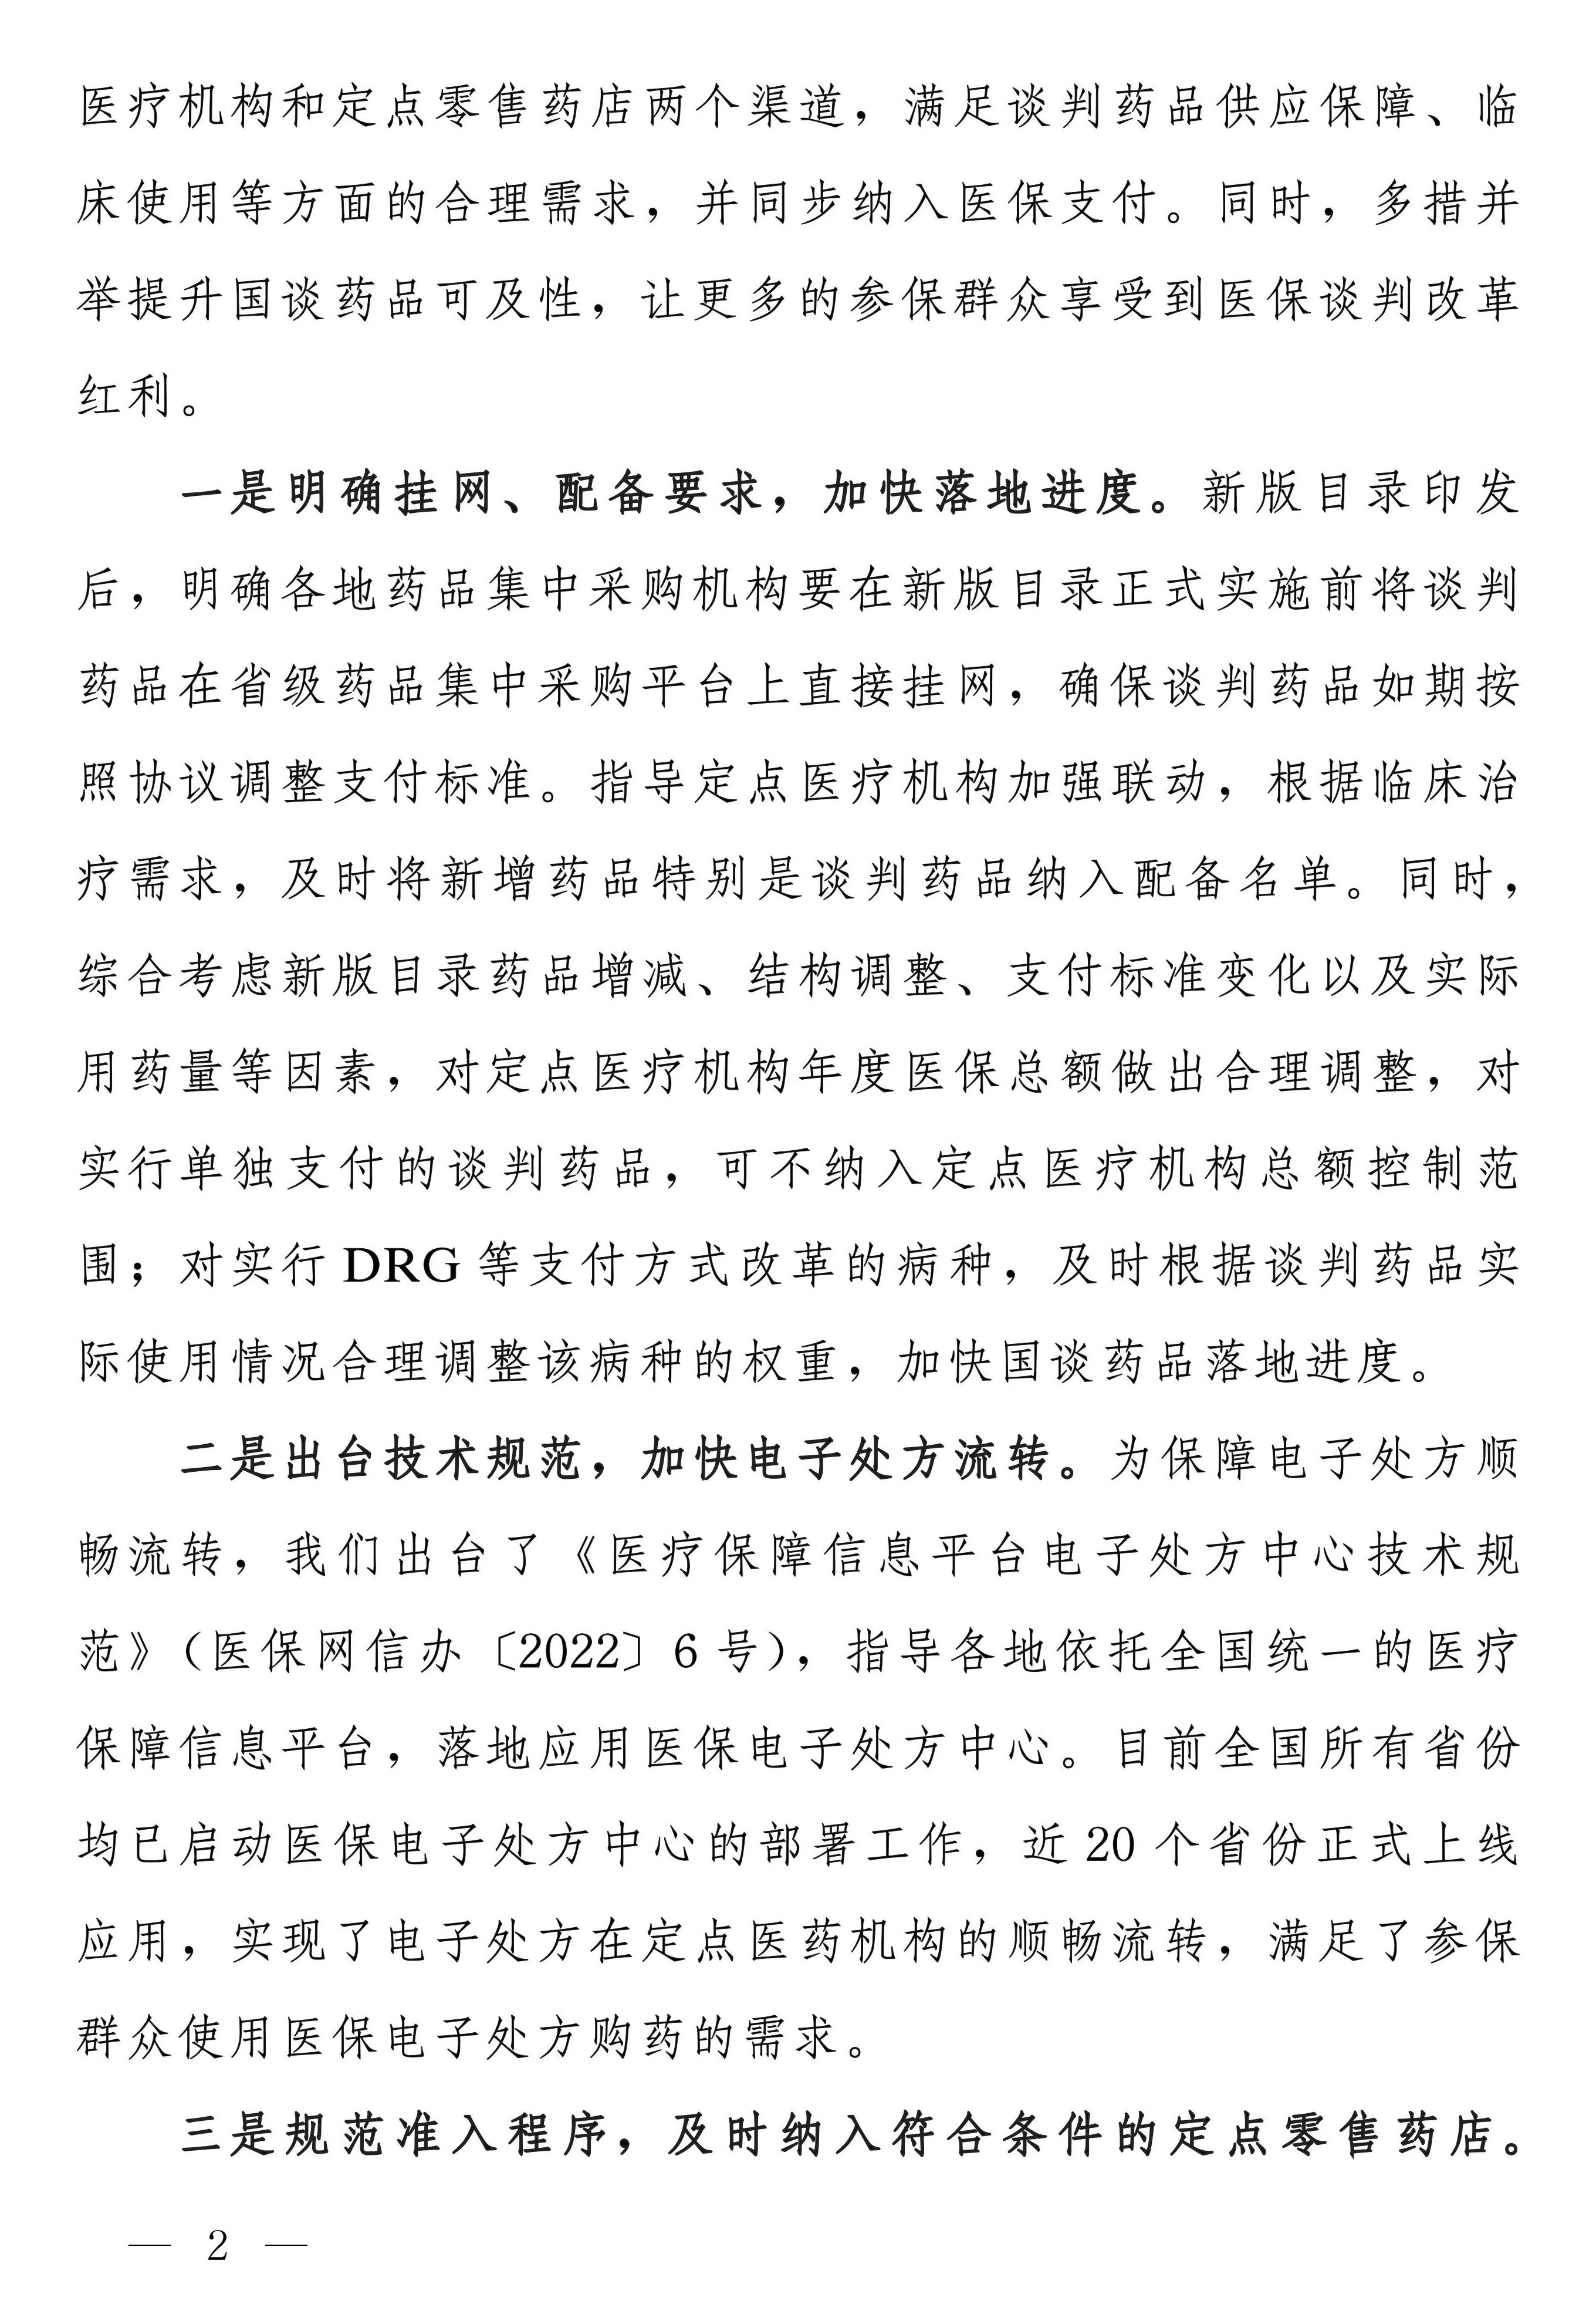 医疗机构和定点零售药店两个渠道，满足谈判药品供应保障、临
床使用等方面的合理需求，并同步纳入医保支付。同时，多措并
举提升国谈药品可及性，让更多的参保群众享受到医保谈判改革
红利。
一是明确挂网、配备要求，加快落地进度。新版目录印发
后，明确各地药品集中采购机构要在新版目录正式实施前将谈判
药品在省级药品集中采购平台上直接挂网，确保谈判药品如期按
照协议调整支付标准。指导定点医疗机构加强联动，根据临床治
疗需求，及时将新增药品特别是谈判药品纳入配备名单。同时，
综合考虑新版目录药品增减、结构调整、支付标准变化以及实际
用药量等因素，对定点医疗机构年度医保总额做出合理调整，对
实行单独支付的谈判药品，可不纳入定点医疗机构总额控制范
围；对实行 DRG 等支付方式改革的病种，及时根据谈判药品实
际使用情况合理调整该病种的权重，加快国谈药品落地进度。
二是出台技术规范，加快电子处方流转。为保障电子处方顺
畅流转，我们出台了《医疗保障信息平台电子处方中心技术规
范》（医保网信办〔2022〕6 号），指导各地依托全国统一的医疗
保障信息平台，落地应用医保电子处方中心。目前全国所有省份
均已启动医保电子处方中心的部署工作，近 20 个省份正式上线
应用，实现了电子处方在定点医药机构的顺畅流转，满足了参保
群众使用医保电子处方购药的需求。
三是规范准入程序，及时纳入符合条件的定点零售药店。
— 2 —